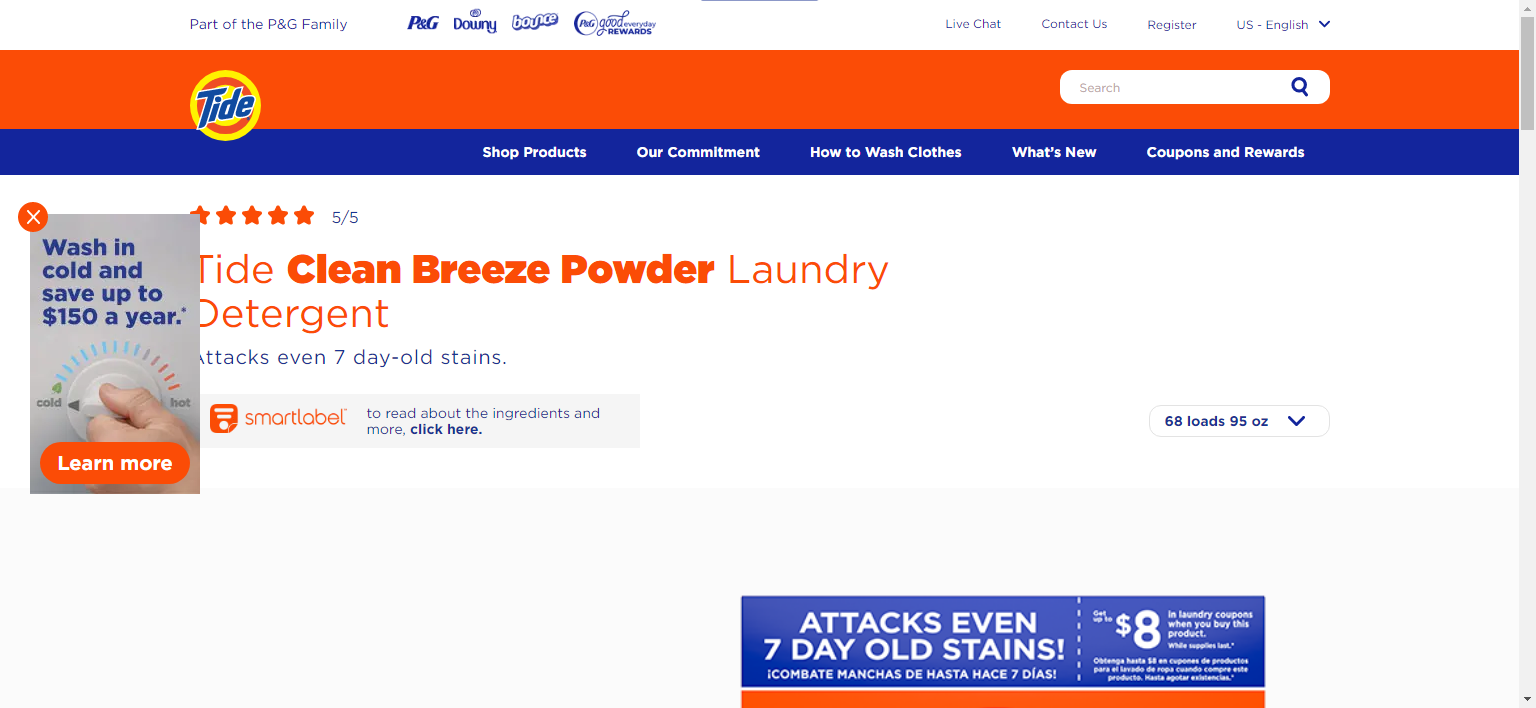 Part of the P&G Family
P&G
Downy
bounce
P&G good everyday
REWARDS
Live Chat
Contact Us
Register
US - English
Tide
Search
Shop Products
Our Commitment
How to Wash Clothes
What's New
Coupons and Rewards
5/5
Tide Clean Breeze Powder Laundry
Detergent
Attacks even 7 day-old stains.
Wash in
cold and
save up to
$150 a year.*
cold
hot
Learn more
smartlabel
to read about the ingredients and
more, click here.
68 loads 95 oz
ATTACKS EVEN
7 DAY OLD STAINS!
¡COMBATE MANCHAS DE HASTA HACE 7 DÍAS!
Get
up to
$8
in laundry coupons
when you buy this
product.
While supplies last.*
Obtenga hasta $8 en cupones de productos
para el lavado de ropa cuando compre este
producto. Hasta agotar existencias.*